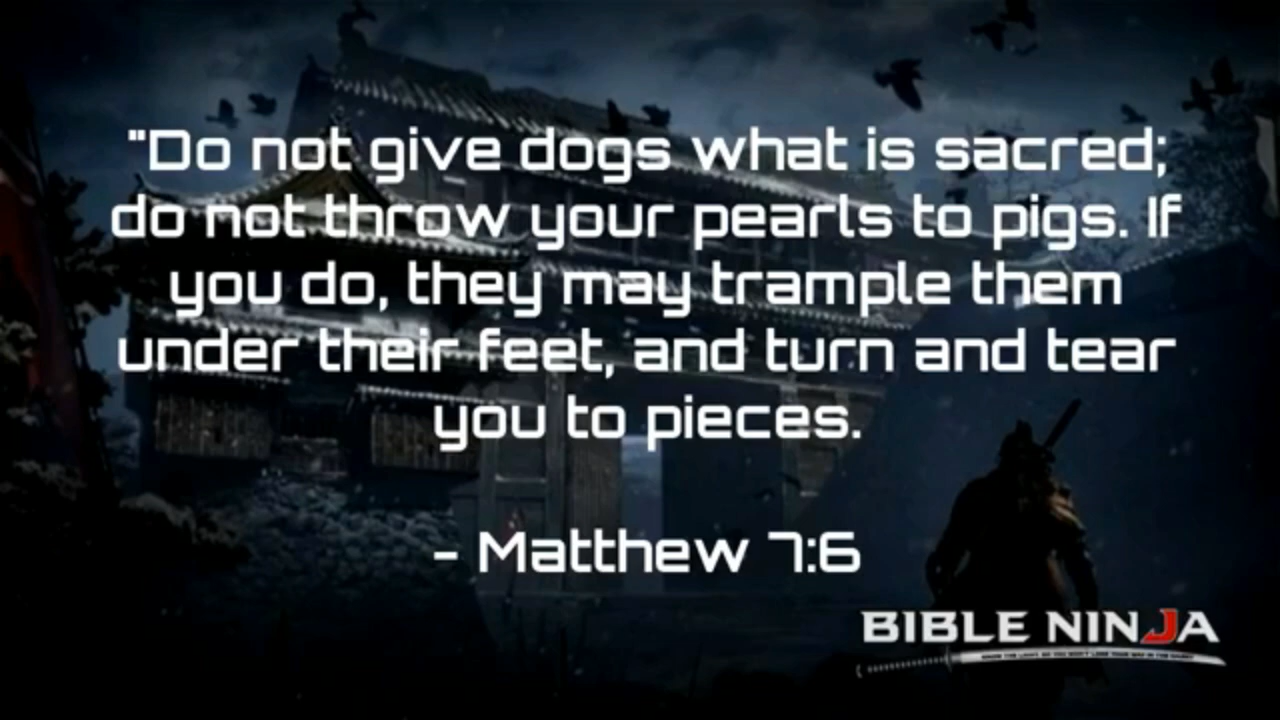 "Do not give dogs what is sacred;
do not throw your pearls to pigs. If
you do, they may trample them
under their feet, and turn and tear
you to pieces.
- Matthew 7:6
BIBLE NINJA